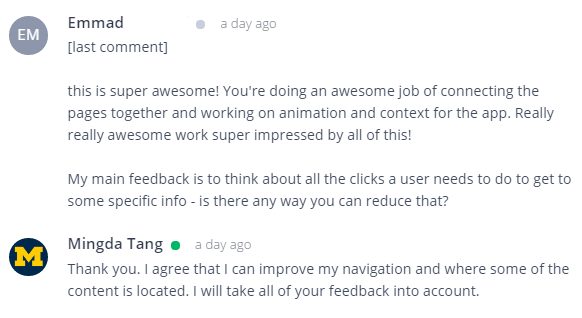 EM
Emmad a day ago
[last comment]
this is super awesome! You're doing an awesome job of connecting the
pages together and working on animation and context for the app. Really
really awesome work super impressed by all of this!
My main feedback is to think about all the clicks a user needs to do to get to
some specific info - is there any way you can reduce that?
M
Mingda Tang a day ago
Thank you. I agree that I can improve my navigation and where some of the
content is located. I will take all of your feedback into account.